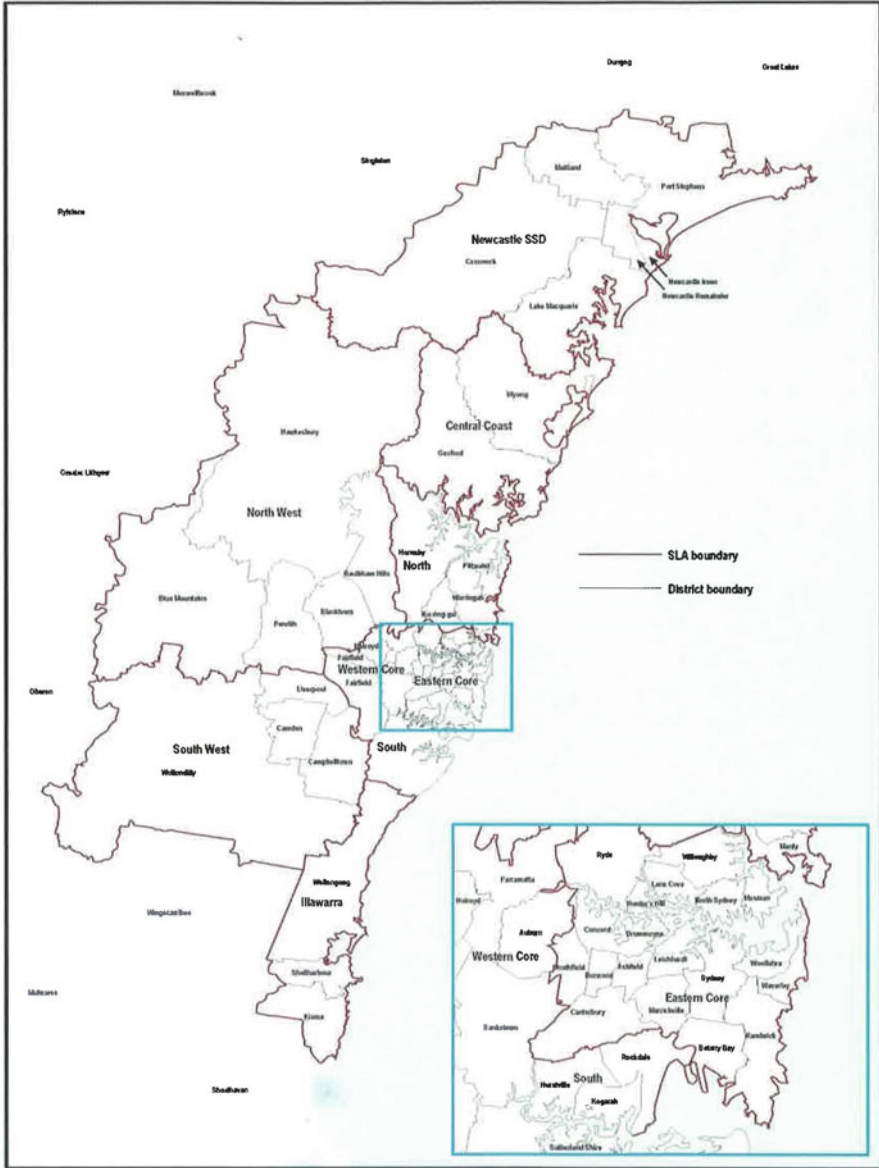 Dungog
Great Lakes
Muswellbrook
Singleton
Maitland
Port Stephens
Rylstone
Newcastle SSD
Cessnock
Newcastle Inner
Newcastle Remainder
Lake Macquarie
Wyong
Central Coast
Hawkesbury
Gosford
Greater Lithgow
North West
Hornsby
North
Pittwater
SLA boundary
Baulkham Hills
District boundary
Warringah
Blue Mountains
Blacktown
Penrith
Ku-ring-gai
Holroyd
Fairfield
Western Core
Fairfield
Eastern Core
Oberon
Liverpool
Camden
South West
South
Campbelltown
Wollondilly
Wollongong
Illawarra
Wingecarribee
Shellharbour
Mulwaree
Kiama
Shoalhaven
Ryde
Willoughby
Manly
Parramatta
Lane Cove
Holroyd
Hunter's Hill
North Sydney
Mosman
Auburn
Concord
Drummoyne
Western Core
Strathfield
Burwood
Ashfield
Leichhardt
Woollahra
Sydney
Waverley
Eastern Core
Canterbury
Marrickville
Bankstown
Randwick
Botany Bay
Rockdale
South
Hurstville
Kogarah
Sutherland Shire